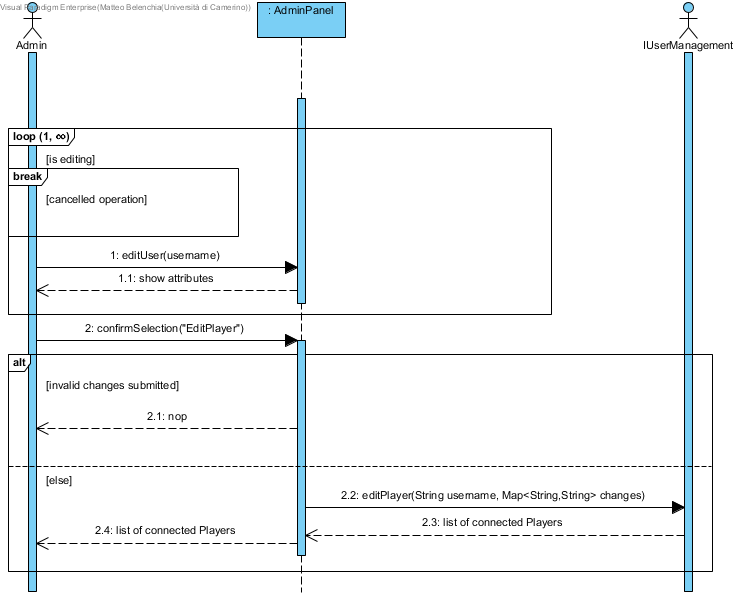 Visual Paradigm Enterprise(Matteo Belenchia(Università di Camerino))
: AdminPanel
Admin
IUserManagement
loop (1, ∞)
[is editing]
break
[cancelled operation]
1: editUser(username)
1.1: show attributes
2: confirmSelection("EditPlayer")
alt
[invalid changes submitted]
2.1: nop
[else]
2.2: editPlayer(String username, Map<String,String> changes)
2.3: list of connected Players
2.4: list of connected Players